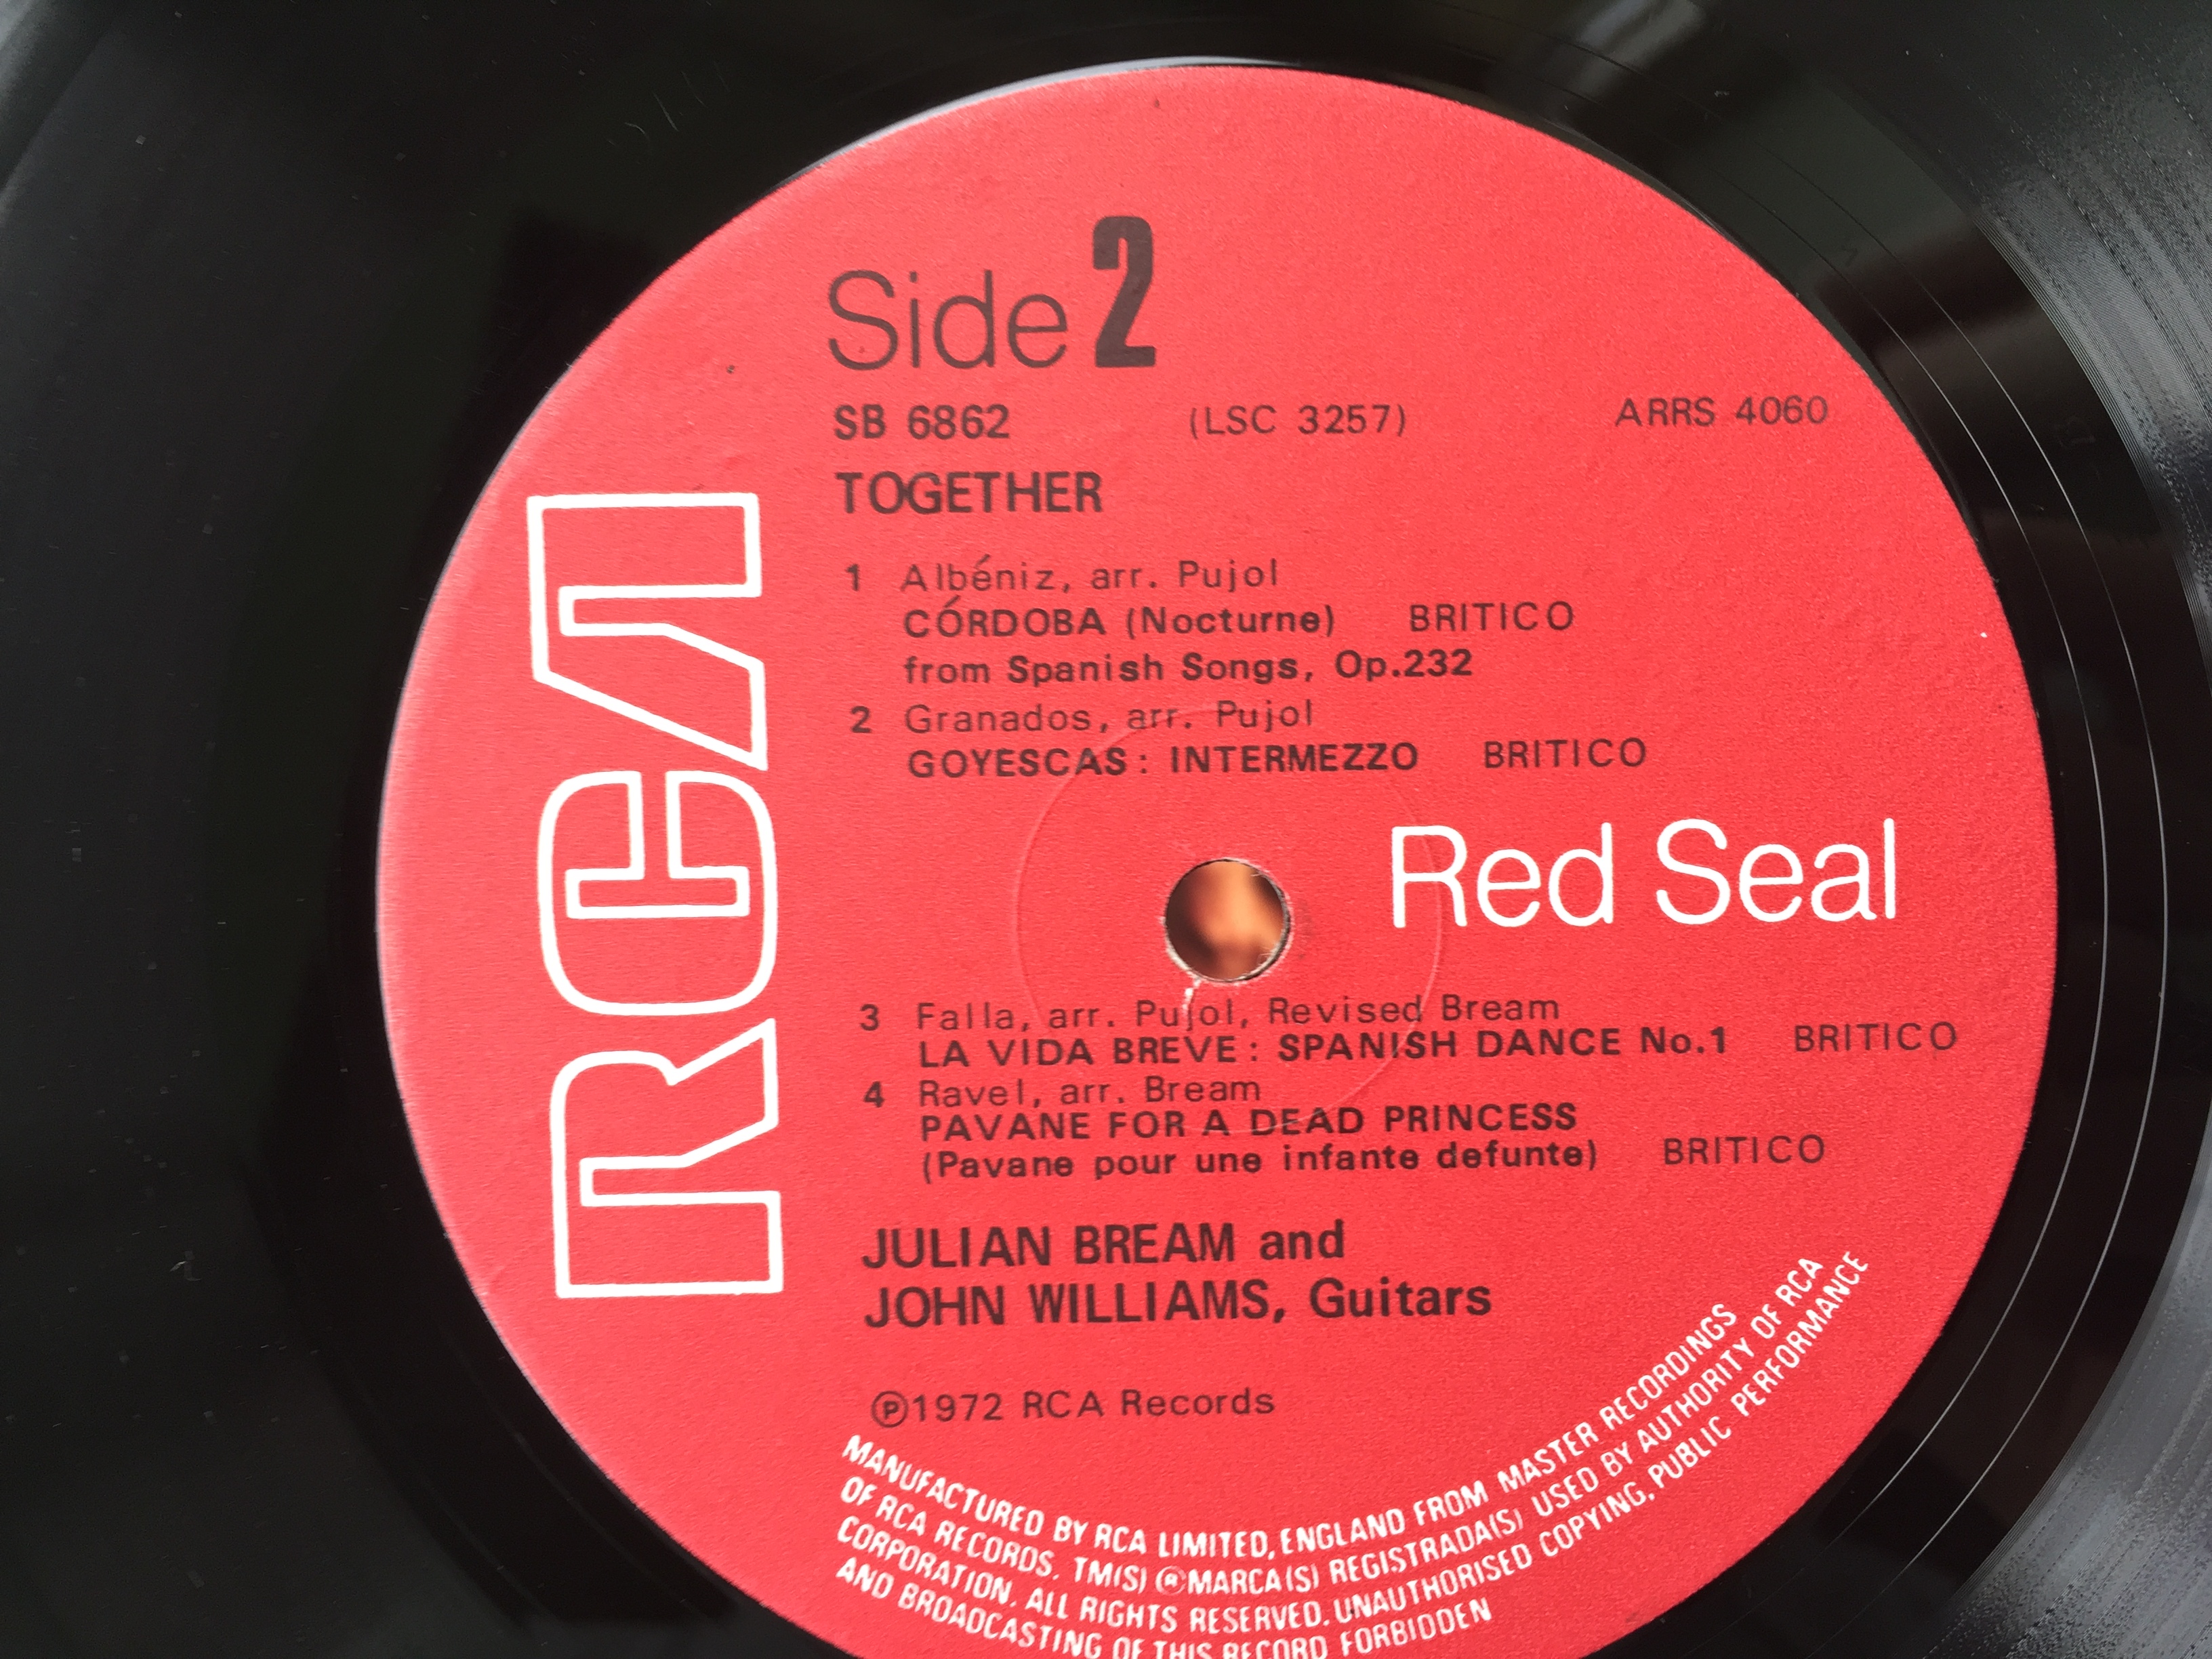 Side 2
SB 6862 (LSC 3257) ARRS 4060
TOGETHER
1 Albéniz, arr. Pujol
CÓRDOBA (Nocturne) BRITICO
from Spanish Songs, Op.232
2 Granados, arr. Pujol
GOYESCAS: INTERMEZZO BRITICO
RCA
Red Seal
3 Falla, arr. Pujol, Revised Bream
LA VIDA BREVE: SPANISH DANCE No.1 BRITICO
4 Ravel, arr. Bream
PAVANE FOR A DEAD PRINCESS
(Pavane pour une infante defunte) BRITICO
JULIAN BREAM and
JOHN WILLIAMS, Guitars
Ⓟ1972 RCA Records
MANUFACTURED BY RCA LIMITED, ENGLAND FROM MASTER RECORDINGS
OF RCA RECORDS. TM(S) ® MARCA(S) REGISTRADA(S) USED BY AUTHORITY OF RCA
CORPORATION. ALL RIGHTS RESERVED. UNAUTHORISED COPYING, PUBLIC PERFORMANCE
AND BROADCASTING OF THIS RECORD FORBIDDEN